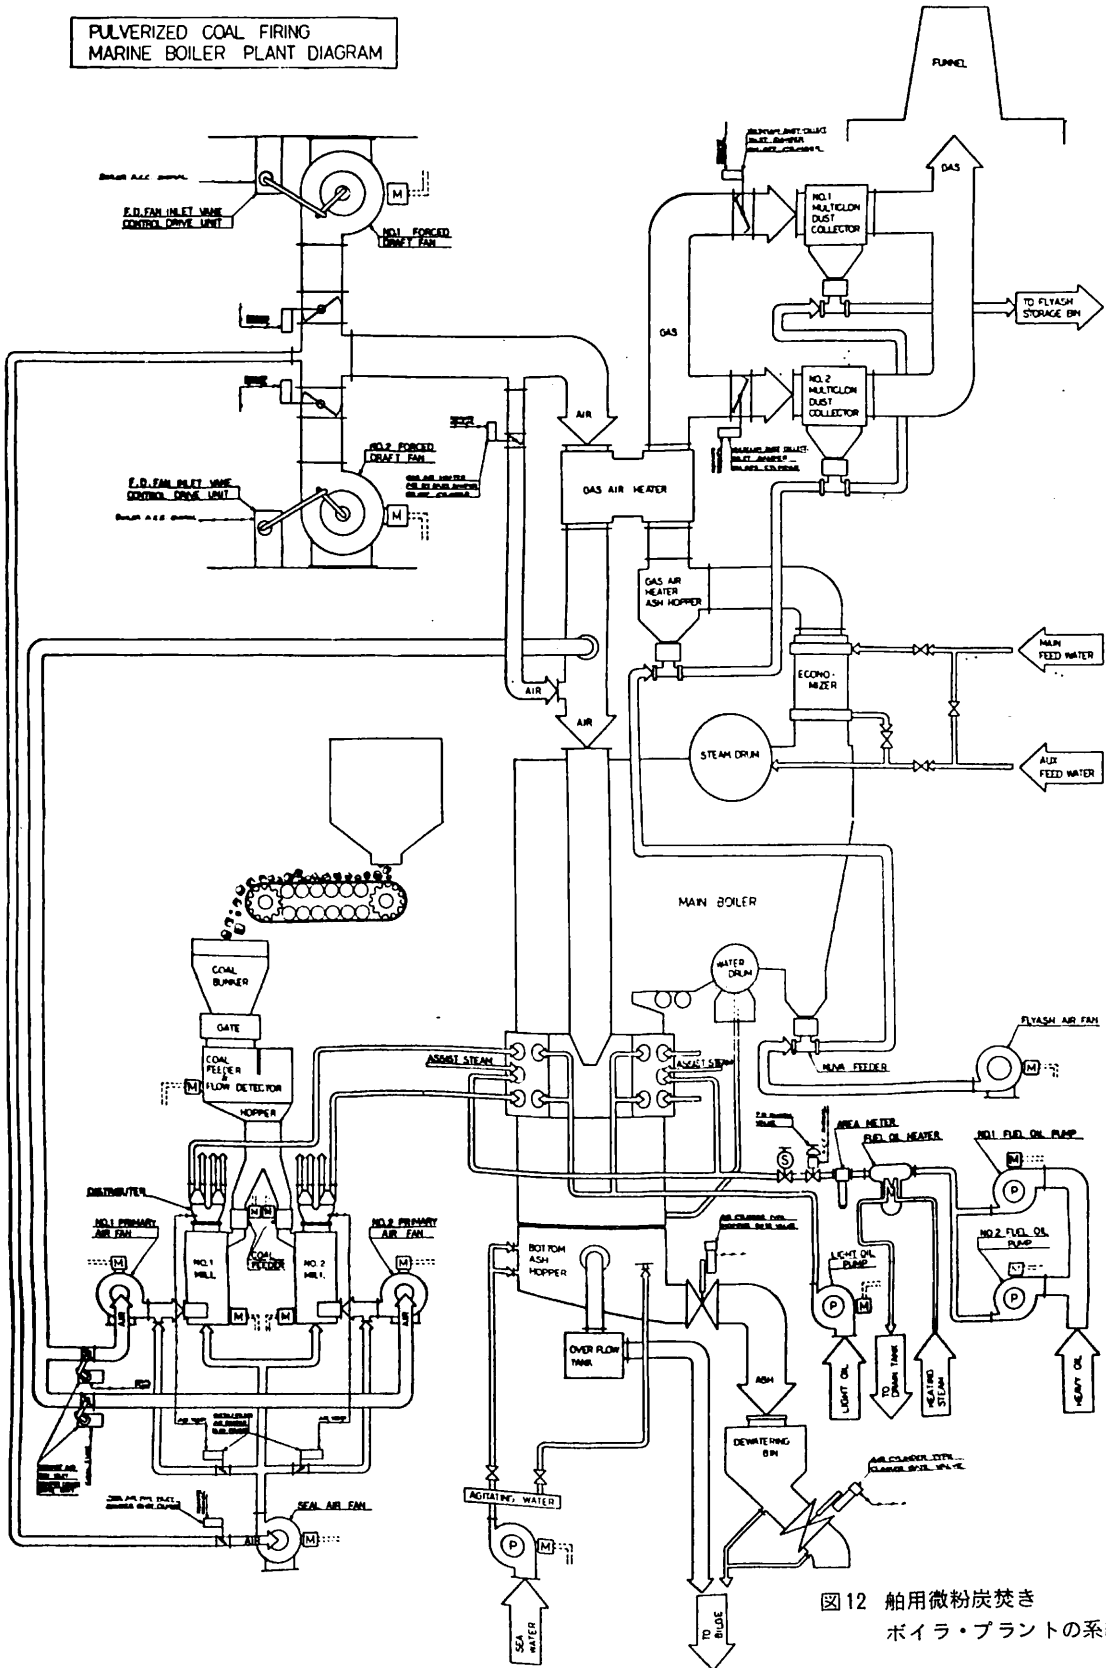 PULVERIZED COAL FIRING
MARINE BOILER PLANT DIAGRAM
FUNNEL
GAS
NO.1
MULTICLON
DUST
COLLECTOR
TO FLYASH
STORAGE BIN
NO.2
MULTICLON
DUST
COLLECTOR
GAS
F.D. FAN INLET VANE
CONTROL DRIVE UNIT
M
NO.1 FORCED
DRAFT FAN
NO.2 FORCED
DRAFT FAN
F.D. FAN INLET VANE
CONTROL DRIVE UNIT
M
AIR
GAS AIR HEATER
GAS AIR
HEATER
ASH HOPPER
AIR
AIR
ECONO-
MIZER
MAIN
FEED WATER
STEAM DRUM
AUX
FEED WATER
MAIN BOILER
WATER
DRUM
NUVA FEEDER
FLYASH AIR FAN
M
COAL
BUNKER
GATE
COAL
FEEDER
&
FLOW DETECTOR
M
HOPPER
ASSIST STEAM
ASSIST STEAM
DISTRIBUTER
NO.1 PRIMARY
AIR FAN
M
NO.1
MILL
COAL
FEEDER
M M
NO.2
MILL
NO.2 PRIMARY
AIR FAN
M
AIR
M M
AIR
S
AREA METER
FUEL OIL HEATER
NO.1 FUEL OIL PUMP
M
P
NO.2 FUEL OIL
PUMP
M
P
LIGHT OIL
PUMP
P
M
LIGHT OIL
TO
DRAIN TANK
HEATING
STEAM
HEAVY OIL
BOTTOM
ASH
HOPPER
OVER FLOW
TANK
ASH
DEWATERING
BIN
AGITATING WATER
P
M
SEA
WATER
TO
BILGE
SEAL AIR FAN
AIR
M
図12 舶用微粉炭焚き
ボイラ・プラントの系